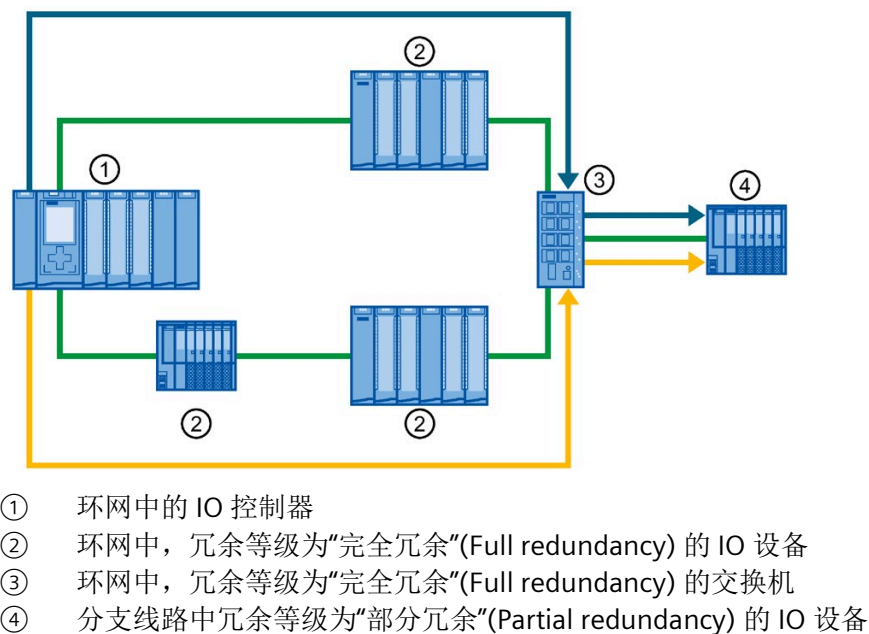 ②
①
③
④
②
②
① 环网中的 IO 控制器
② 环网中，冗余等级为“完全冗余”(Full redundancy) 的 IO 设备
③ 环网中，冗余等级为“完全冗余”(Full redundancy) 的交换机
④ 分支线路中冗余等级为“部分冗余”(Partial redundancy) 的 IO 设备